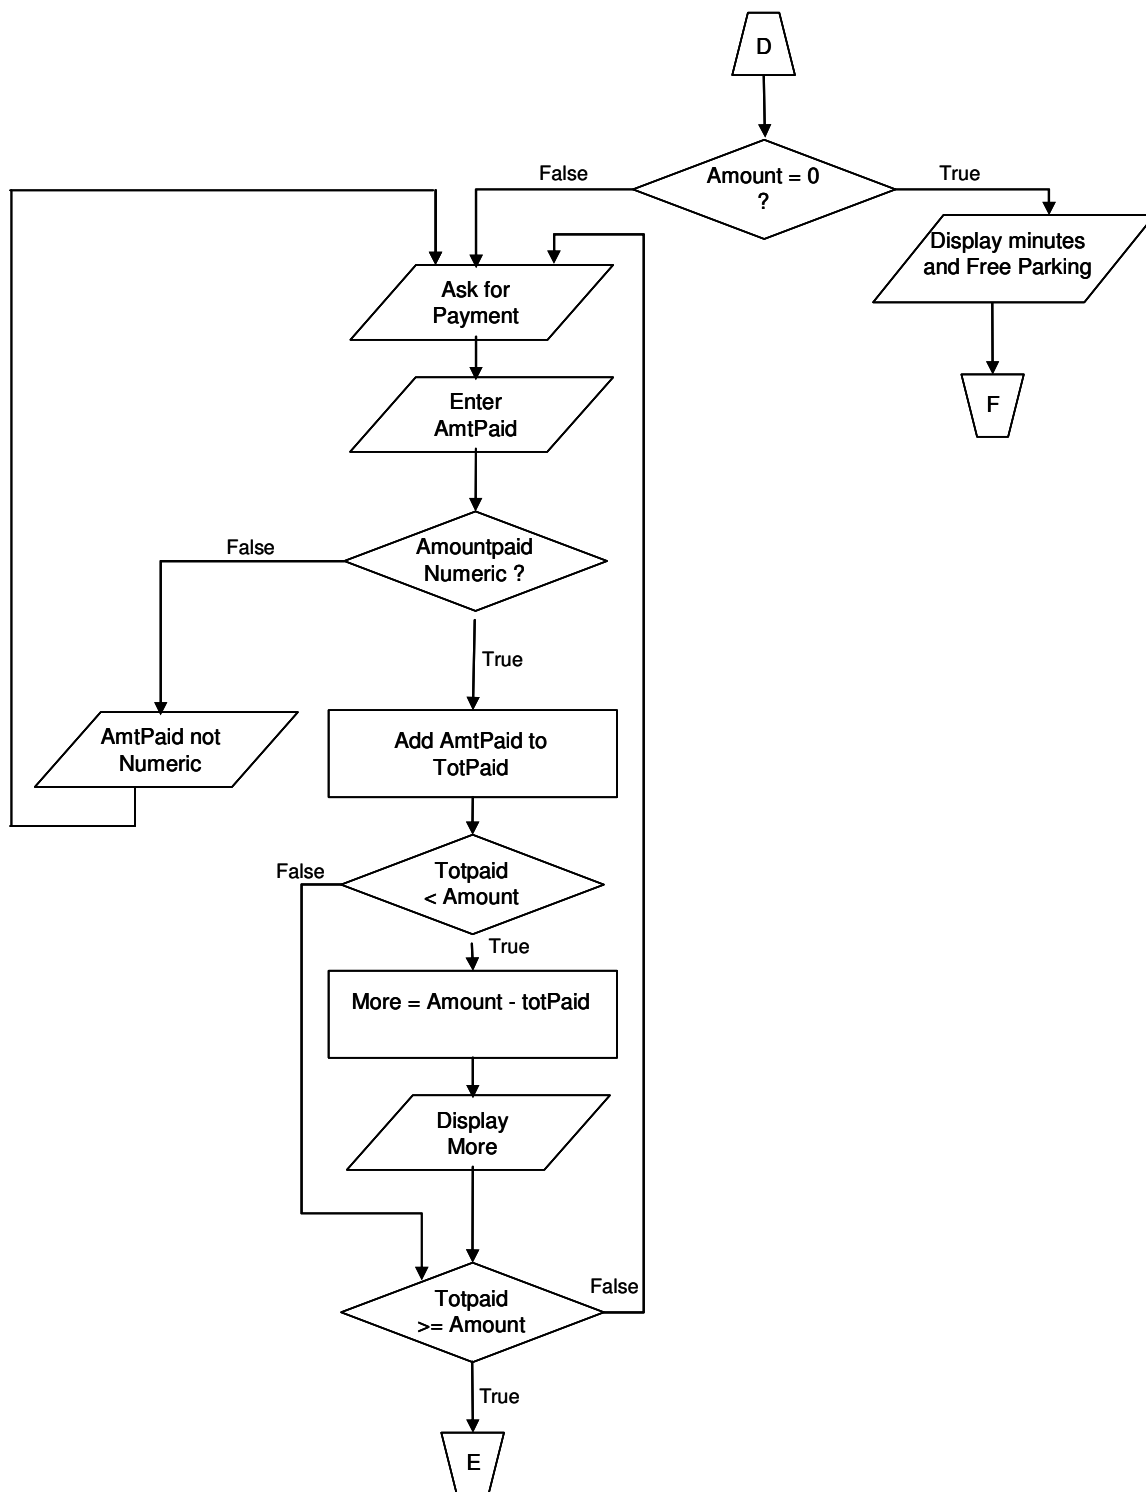 D
Amount = 0
?
False
True
Display minutes
and Free Parking
F
Ask for
Payment
Enter
AmtPaid
Amountpaid
Numeric ?
False
True
AmtPaid not
Numeric
Add AmtPaid to
TotPaid
Totpaid
< Amount
False
True
More = Amount - totPaid
Display
More
Totpaid
>= Amount
False
True
E